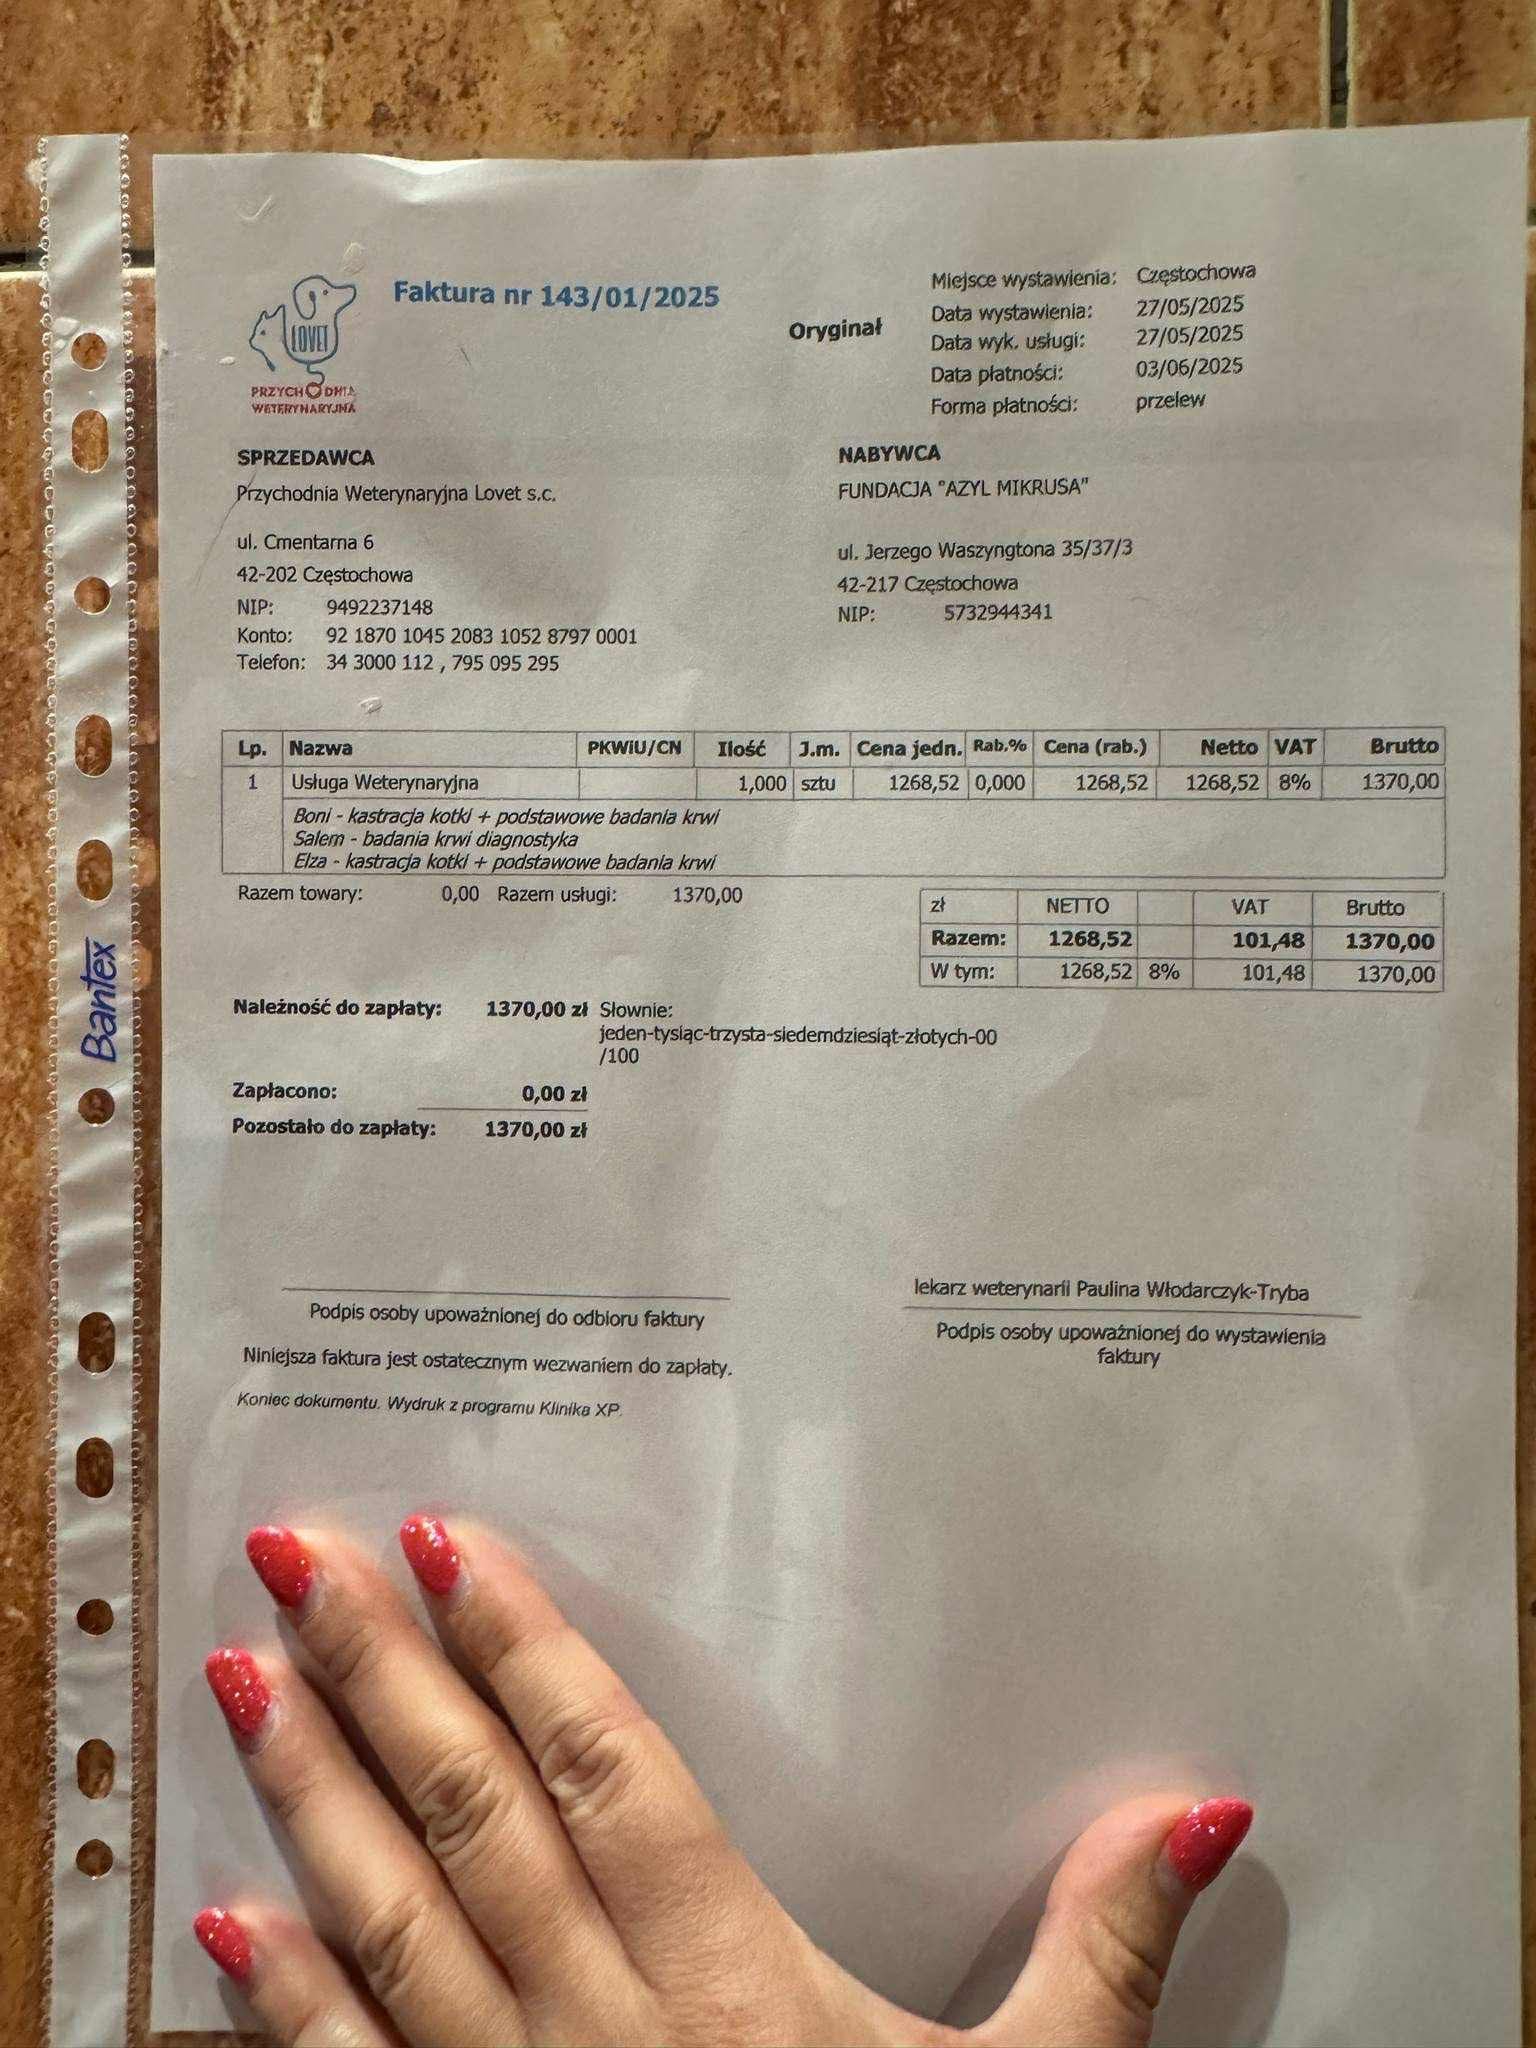 LOVET
PRZYCHODNIA
WETERYNARYJNA
Faktura nr 143/01/2025
Oryginał
Miejsce wystawienia: Częstochowa
Data wystawienia: 27/05/2025
Data wyk. usługi: 27/05/2025
Data płatności: 03/06/2025
Forma płatności: przelew
SPRZEDAWCA
Przychodnia Weterynaryjna Lovet s.c.
ul. Cmentarna 6
42-202 Częstochowa
NIP: 9492237148
Konto: 92 1870 1045 2083 1052 8797 0001
Telefon: 34 3000 112 , 795 095 295
NABYWCA
FUNDACJA "AZYL MIKRUSA"
ul. Jerzego Waszyngtona 35/37/3
42-217 Częstochowa
NIP: 5732944341
Lp. Nazwa PKWiU/CN Ilość J.m. Cena jedn. Rab.% Cena (rab.) Netto VAT Brutto
1 Usługa Weterynaryjna 1,000 sztu 1268,52 0,000 1268,52 1268,52 8% 1370,00
Boni - kastracja kotki + podstawowe badania krwi
Salem - badania krwi diagnostyka
Elza - kastracja kotki + podstawowe badania krwi
Razem towary: 0,00 Razem usługi: 1370,00
zł NETTO VAT Brutto
Razem: 1268,52 101,48 1370,00
W tym: 1268,52 8% 101,48 1370,00
Należność do zapłaty: 1370,00 zł Słownie:
jeden-tysiąc-trzysta-siedemdziesiąt-złotych-00
/100
Zapłacono: 0,00 zł
Pozostało do zapłaty: 1370,00 zł
lekarz weterynarii Paulina Włodarczyk-Tryba
Podpis osoby upoważnionej do odbioru faktury
Podpis osoby upoważnionej do wystawienia
faktury
Niniejsza faktura jest ostatecznym wezwaniem do zapłaty.
Koniec dokumentu. Wydruk z programu Klinika XP.
Bantex